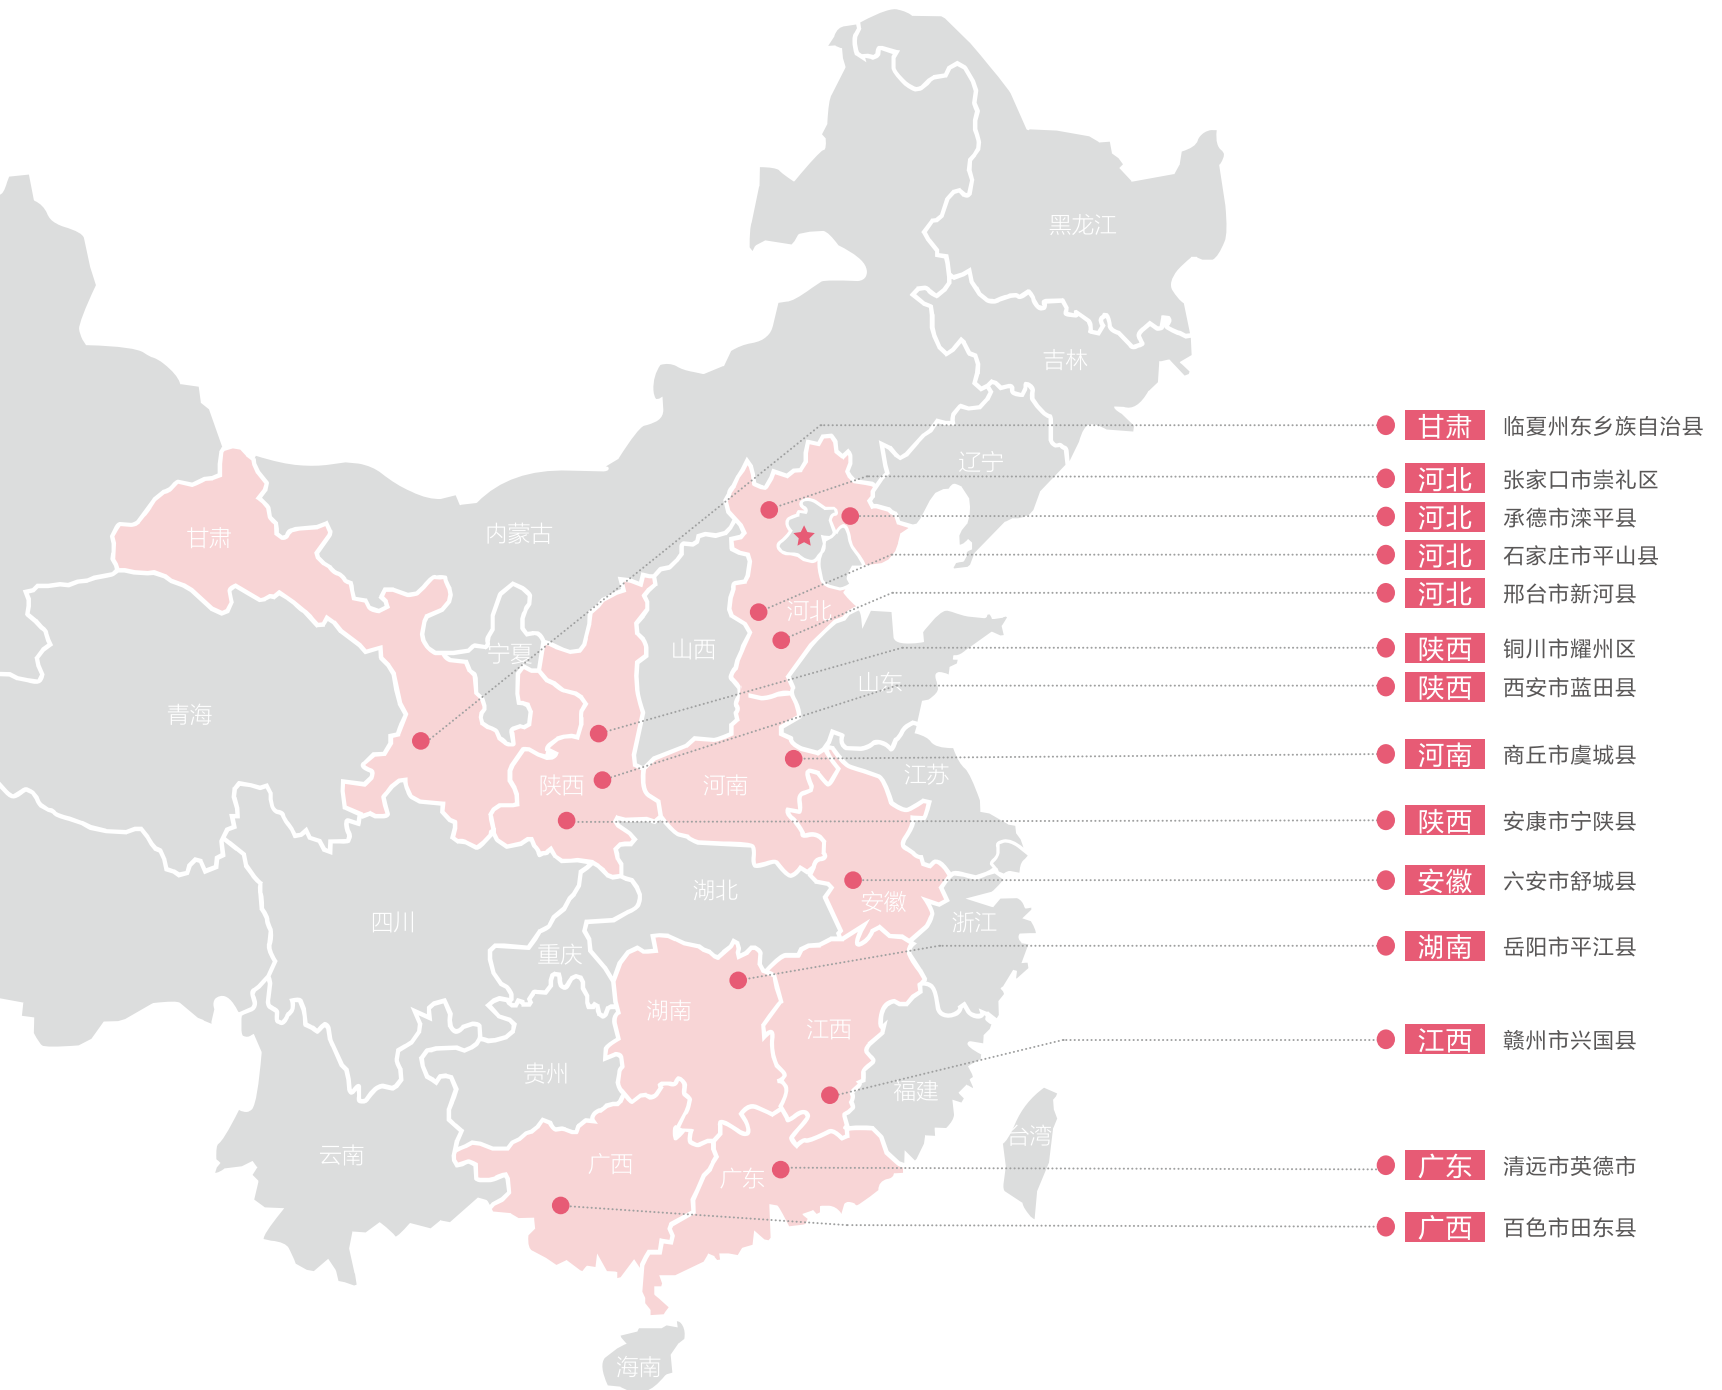 黑龙江
吉林
辽宁
内蒙古
甘肃
河北
宁夏
山西
山东
青海
陕西
河南
江苏
湖北
安徽
四川
浙江
重庆
湖南
江西
贵州
福建
台湾
云南
广西
广东
海南
甘肃 临夏州东乡族自治县
河北 张家口市崇礼区
河北 承德市滦平县
河北 石家庄市平山县
河北 邢台市新河县
陕西 铜川市耀州区
陕西 西安市蓝田县
河南 商丘市虞城县
陕西 安康市宁陕县
安徽 六安市舒城县
湖南 岳阳市平江县
江西 赣州市兴国县
广东 清远市英德市
广西 百色市田东县